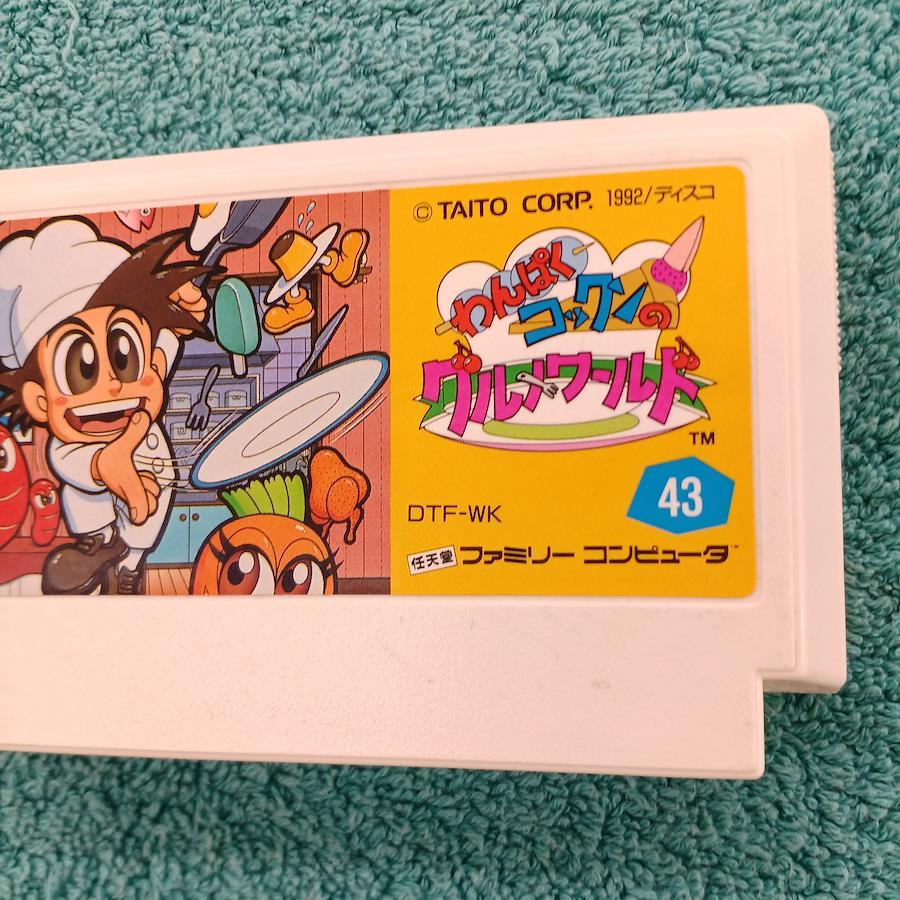 © TAITO CORP. 1992/ディスコ
わんぱく
コックンの
グルメワールド
TM
43
DTF-WK
任天堂 ファミリー コンピュータ™